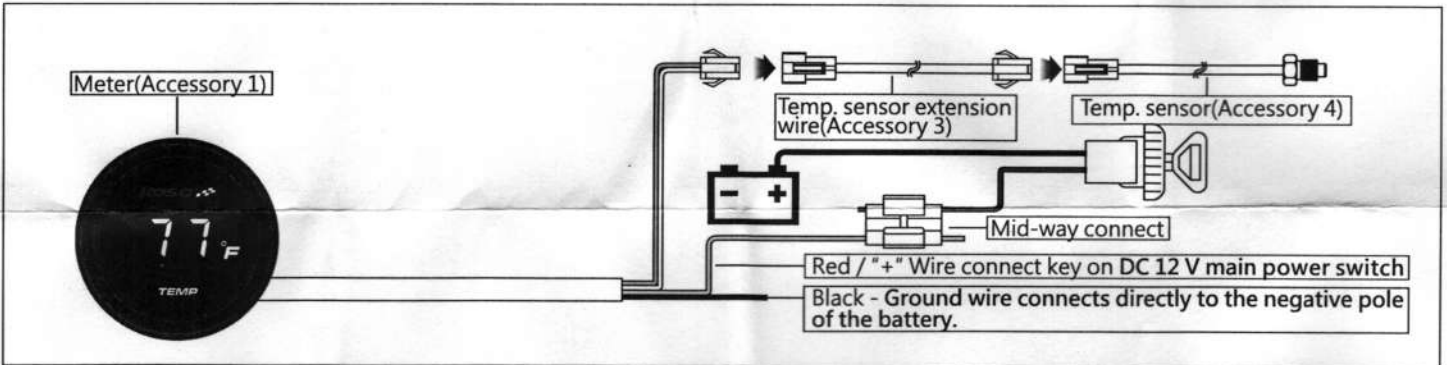 Meter(Accessory 1)
Temp. sensor extension
wire(Accessory 3)
Temp. sensor(Accessory 4)
77°F
TEMP
- +
Mid-way connect
Red / "+" Wire connect key on DC 12 V main power switch
Black - Ground wire connects directly to the negative pole
of the battery.